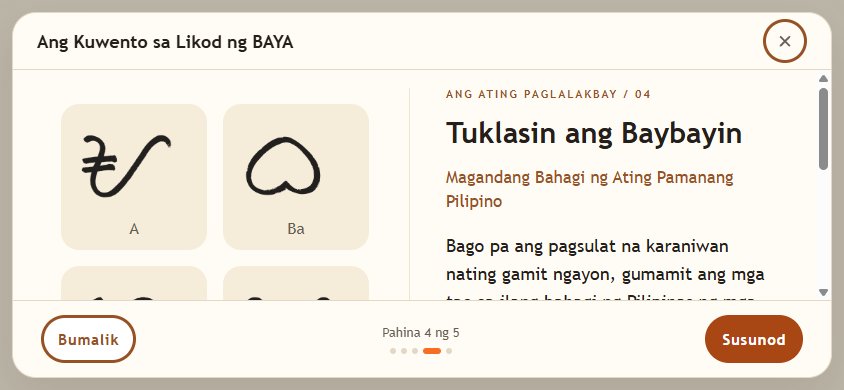 Ang Kuwento sa Likod ng BAYA
ᜀ
ᜊ
A
Ba
ANG ATING PAGLALAKBAY / 04
Tuklasin ang Baybayin
Magandang Bahagi ng Ating Pamanang
Pilipino
Bago pa ang pagsulat na karaniwan
nating gamit ngayon, gumamit ang mga
Bumalik
Pahina 4 ng 5
Susunod